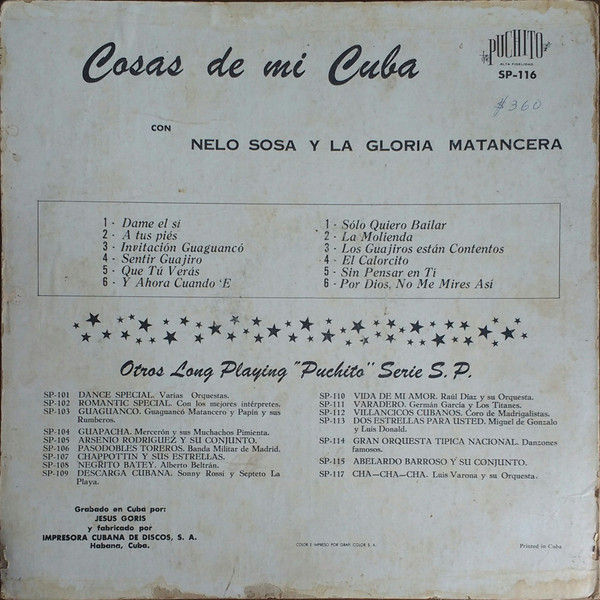 Cosas de mi Cuba
PUCHITO
ALTA FIDELIDAD
SP-116
$360
CON
NELO SOSA Y LA GLORIA MATANCERA
1 - Dame el sí
2 - A tus piés
3 - Invitación Guaguancó
4 - Sentir Guajiro
5 - Que Tú Verás
6 - Y Ahora Cuando 'E
1 - Sólo Quiero Bailar
2 - La Molienda
3 - Los Guajiros están Contentos
4 - El Calorcito
5 - Sin Pensar en Ti
6 - Por Dios, No Me Mires Así
Otros Long Playing "Puchito" Serie S. P.
SP-101 DANCE SPECIAL. Varias Orquestas.
SP-102 ROMANTIC SPECIAL. Con los mejores intérpretes.
SP-103 GUAGUANCO. Guaguancó Matancero y Papín y sus
Rumberos.
SP-104 GUAPACHA. Mercerón y sus Muchachos Pimienta.
SP-105 ARSENIO RODRIGUEZ Y SU CONJUNTO.
SP-106 PASODOBLES TOREROS. Banda Militar de Madrid.
SP-107 CHAPPOTTIN Y SUS ESTRELLAS.
SP-108 NEGRITO BATEY. Alberto Beltrán.
SP-109 DESCARGA CUBANA. Sonny Rossi y Septeto La
Playa.
SP-110 VIDA DE MI AMOR. Raúl Díaz y su Orquesta.
SP-111 VARADERO. Germán García y Los Titanes.
SP-112 VILLANCICOS CUBANOS. Coro de Madrigalistas.
SP-113 DOS ESTRELLAS PARA USTED. Miguel de Gonzalo
y Luis Donald.
SP-114 GRAN ORQUESTA TIPICA NACIONAL. Danzones
famosos.
SP-115 ABELARDO BARROSO Y SU CONJUNTO.
SP-117 CHA—CHA—CHA. Luis Varona y su Orquesta.
Grabado en Cuba por:
JESUS GORIS
y fabricado por
IMPRESORA CUBANA DE DISCOS, S. A.
Habana, Cuba.
COLOR E IMPRESO POR GRAFI COLOR S. A.
Printed in Cuba